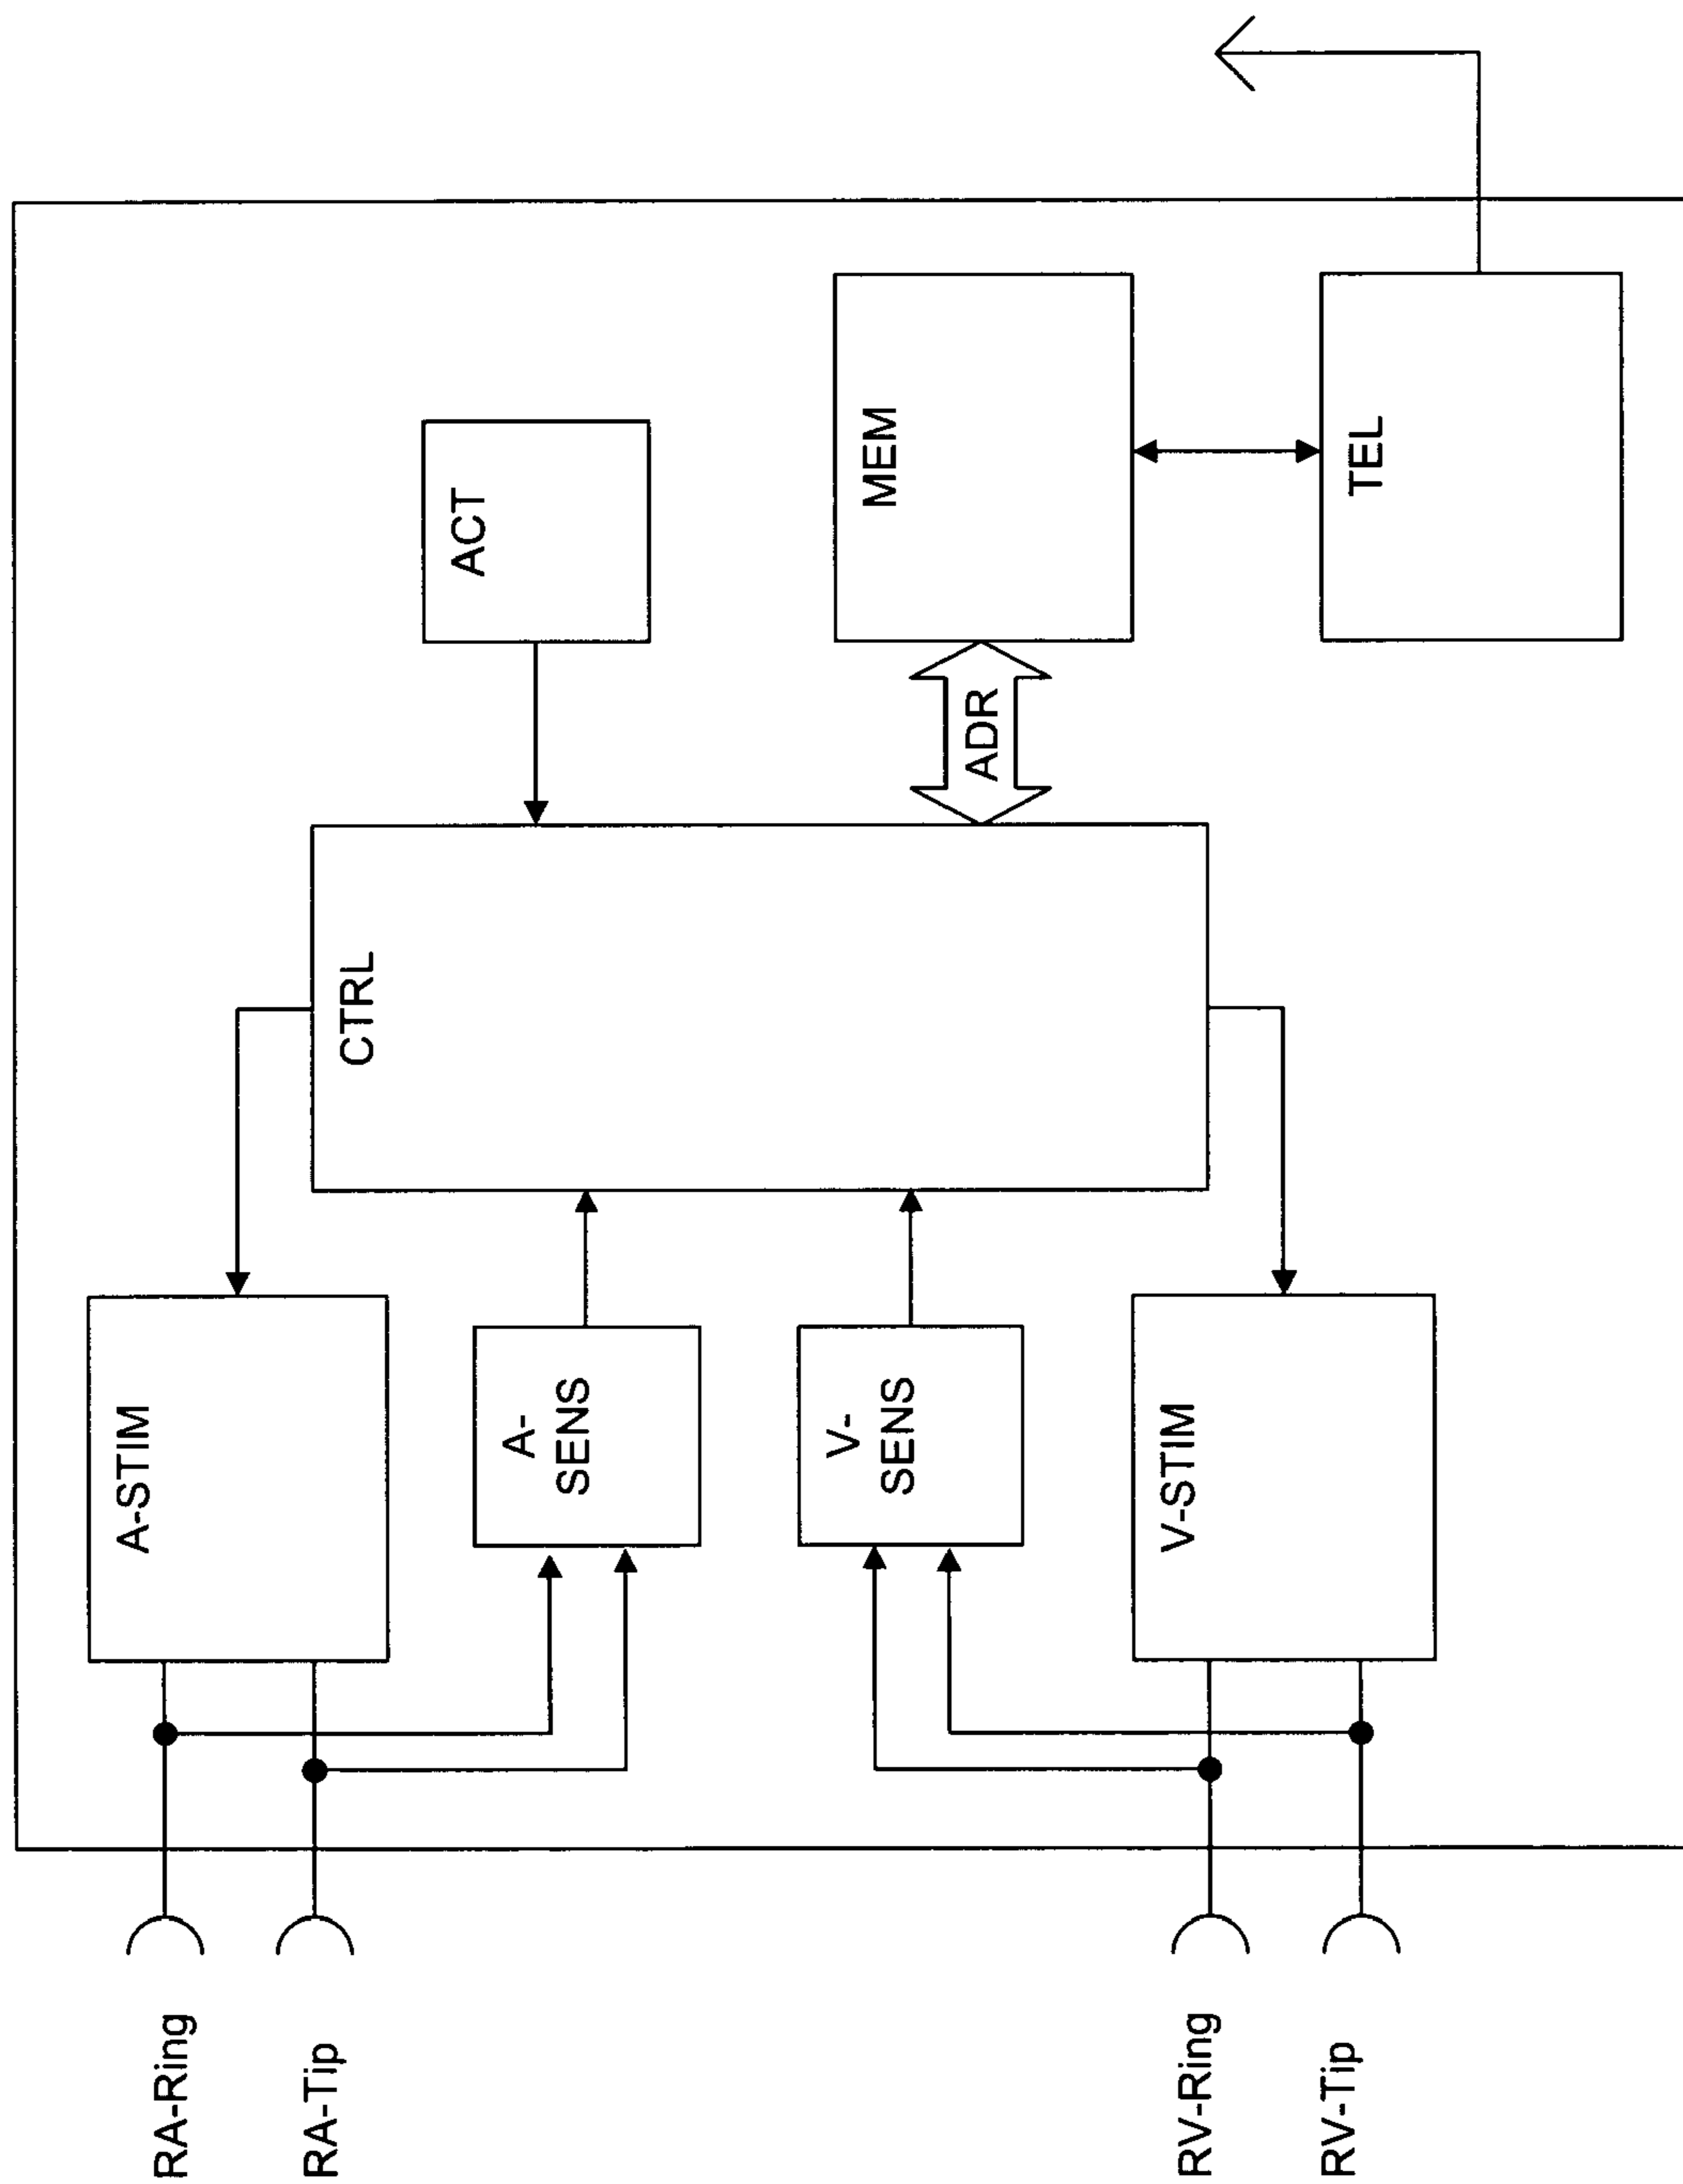 RA-Ring
RA-Tip
A-STIM
A-
SENS
CTRL
ACT
ADR
MEM
V-
SENS
RV-Ring
RV-Tip
V-STIM
TEL